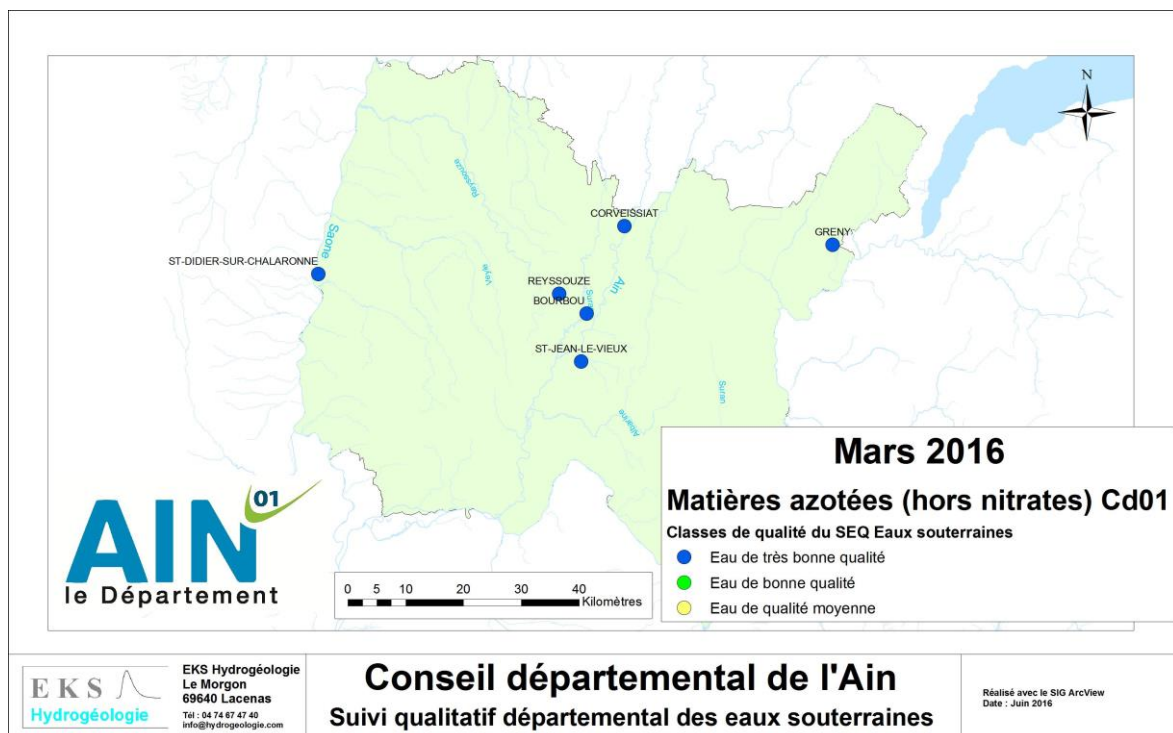 N
CORVEISSIAT
GRENY
ST-DIDIER-SUR-CHALARONNE
REYSSOUZE
BOURBOU
ST-JEAN-LE-VIEUX
Reyssouze
Saone
Veyle
Ain
Suran
Albarine
Mars 2016
Matières azotées (hors nitrates) Cd01
Classes de qualité du SEQ Eaux souterraines
Eau de très bonne qualité
Eau de bonne qualité
Eau de qualité moyenne
AIN 01
le Département
0 5 10 20 30 40
Kilomètres
EKS
Hydrogéologie
EKS Hydrogéologie
Le Morgon
69640 Lacenas
Tél : 04 74 67 47 40
info@hydrogeologie.com
Conseil départemental de l'Ain
Suivi qualitatif départemental des eaux souterraines
Réalisé avec le SIG ArcView
Date : Juin 2016